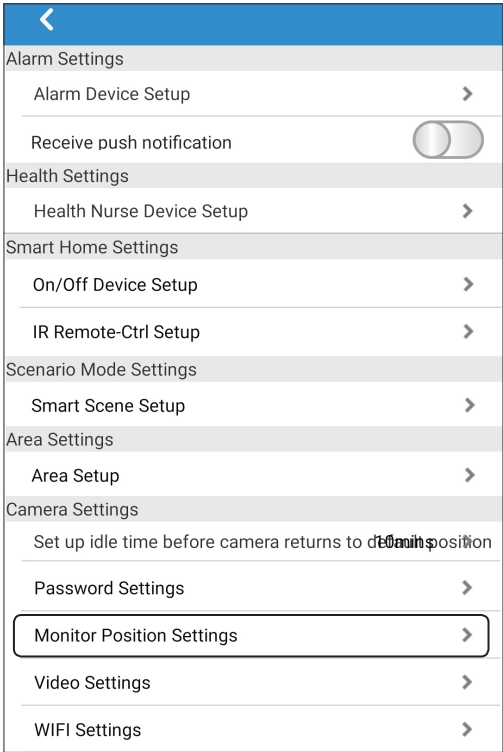 Alarm Settings
Alarm Device Setup
Receive push notification
Health Settings
Health Nurse Device Setup
Smart Home Settings
On/Off Device Setup
IR Remote-Ctrl Setup
Scenario Mode Settings
Smart Scene Setup
Area Settings
Area Setup
Camera Settings
Set up idle time before camera returns to default position 10mins
Password Settings
Monitor Position Settings
Video Settings
WIFI Settings